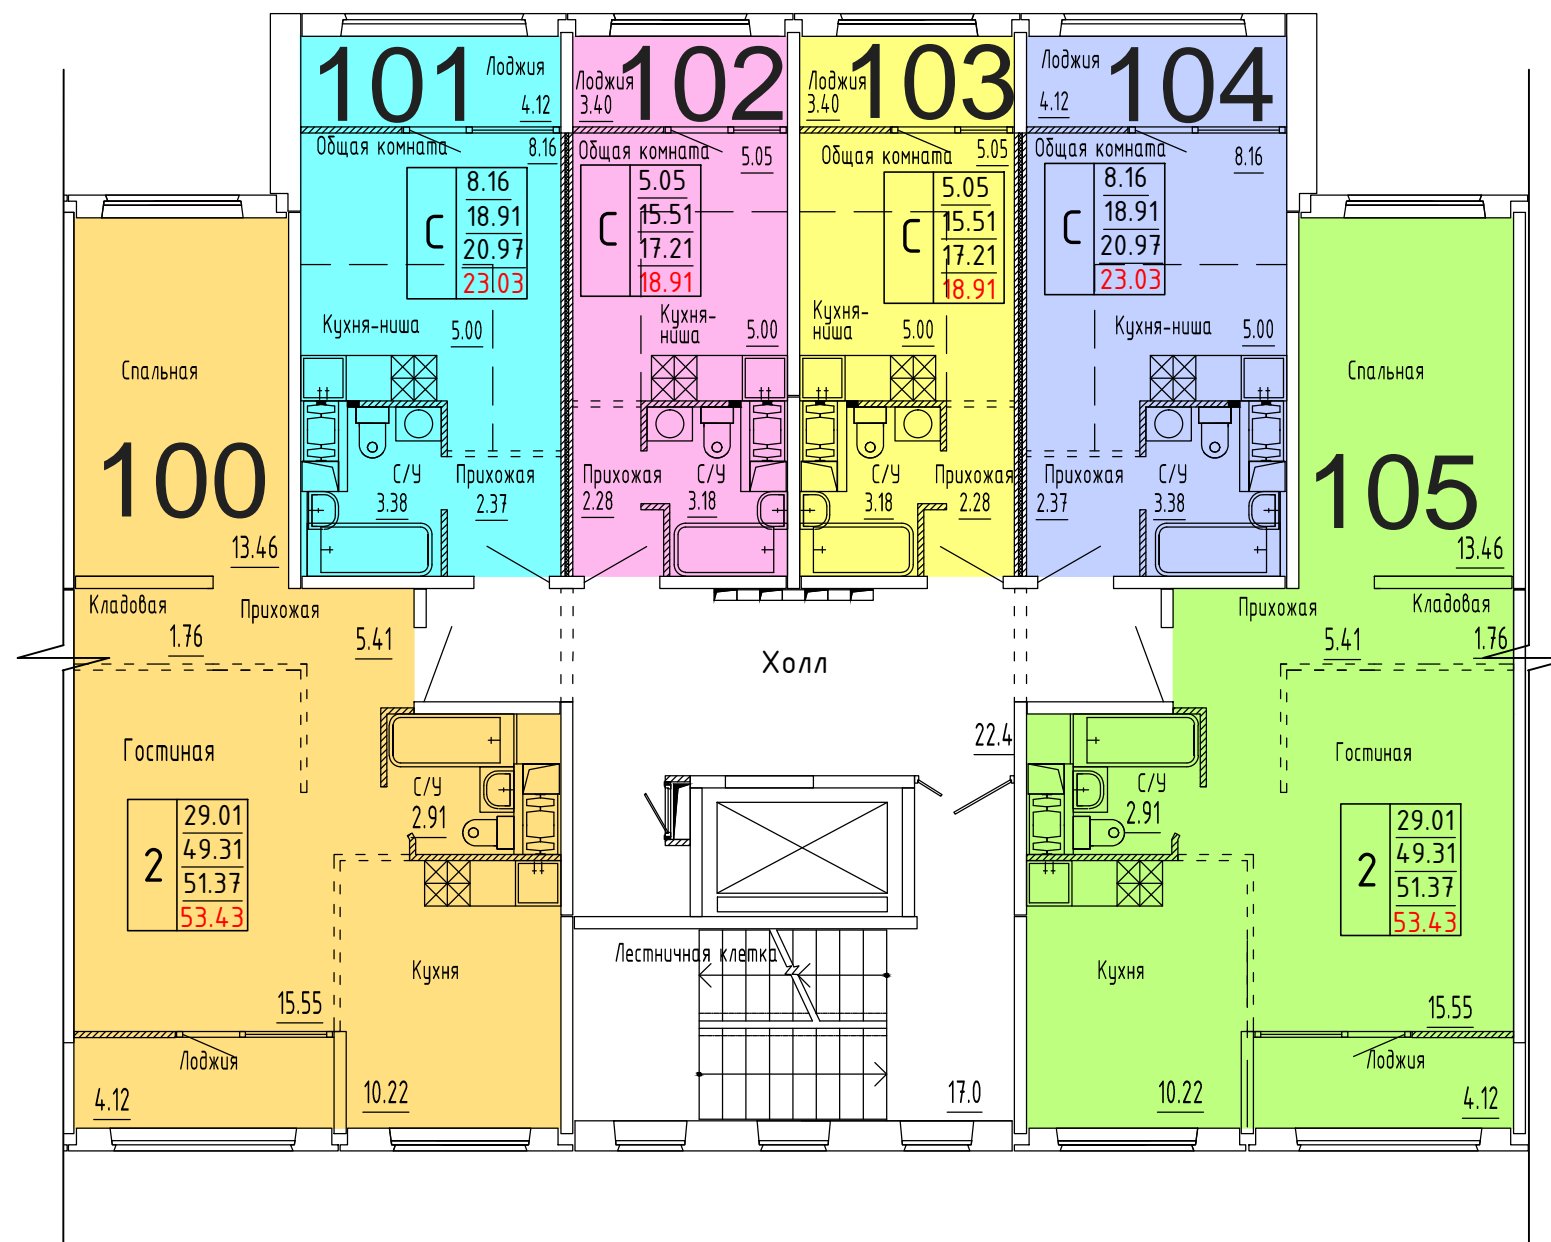 101
Лоджия
4.12
Общая комната
8.16
С
8.16
18.91
20.97
23.03
Кухня-ниша
5.00
С/У
3.38
Прихожая
2.37
102
Лоджия
3.40
Общая комната
5.05
С
5.05
15.51
17.21
18.91
Кухня-
ниша
5.00
Прихожая
2.28
С/У
3.18
103
Лоджия
3.40
Общая комната
5.05
С
5.05
15.51
17.21
18.91
Кухня-
ниша
5.00
С/У
3.18
Прихожая
2.28
104
Лоджия
4.12
Общая комната
8.16
С
8.16
18.91
20.97
23.03
Кухня-ниша
5.00
Прихожая
2.37
С/У
3.38
Спальная
100
13.46
Кладовая
1.76
Прихожая
5.41
Гостиная
2
29.01
49.31
51.37
53.43
С/У
2.91
Кухня
15.55
Лоджия
4.12
10.22
Холл
22.4
Лестничная клетка
17.0
Спальная
105
13.46
Прихожая
5.41
Кладовая
1.76
Гостиная
С/У
2.91
2
29.01
49.31
51.37
53.43
Кухня
15.55
Лоджия
10.22
4.12